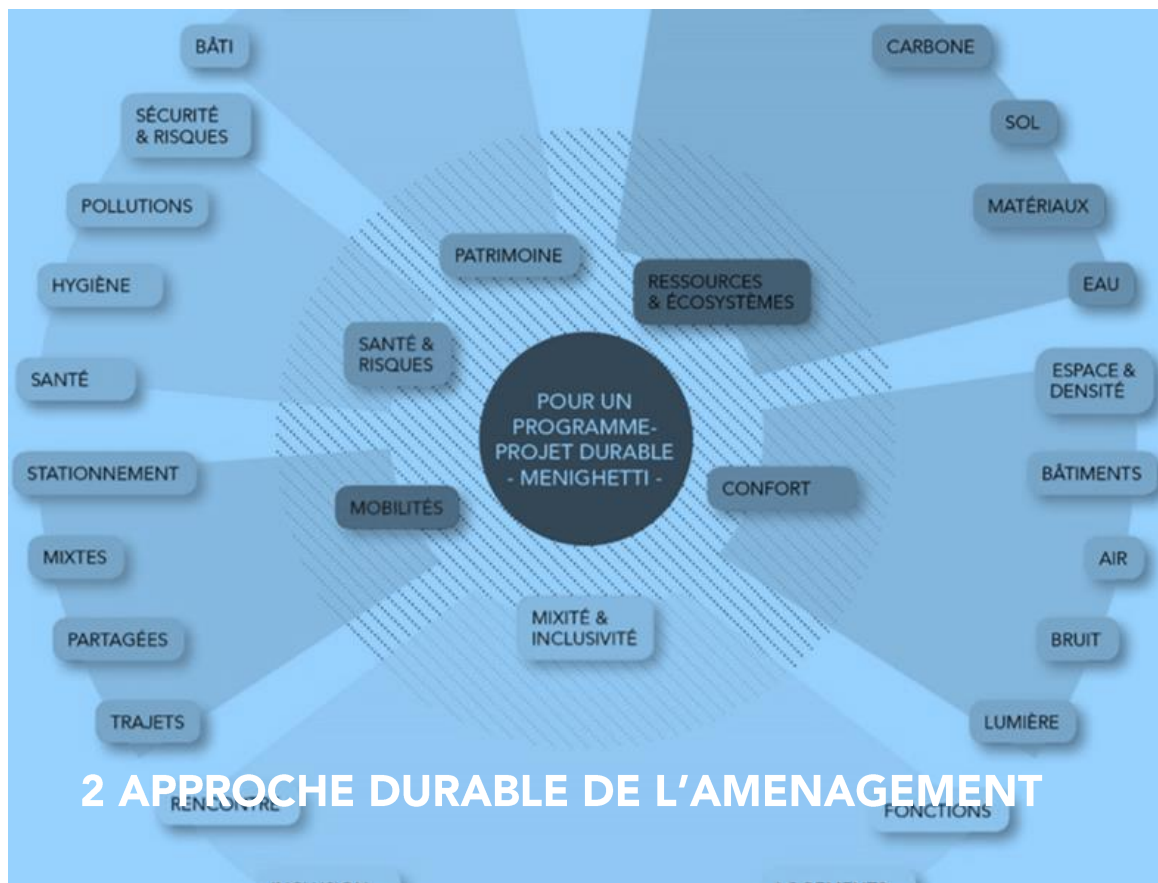 BÂTI
CARBONE
SÉCURITÉ
& RISQUES
SOL
POLLUTIONS
MATÉRIAUX
PATRIMOINE
RESSOURCES
& ÉCOSYSTÈMES
HYGIÈNE
EAU
SANTÉ &
RISQUES
SANTÉ
ESPACE &
DENSITÉ
POUR UN
PROGRAMME-
PROJET DURABLE
- MENIGHETTI -
STATIONNEMENT
BÂTIMENTS
CONFORT
MOBILITÉS
MIXTES
AIR
MIXITÉ &
INCLUSIVITÉ
PARTAGÉES
BRUIT
TRAJETS
LUMIÈRE
2 APPROCHE DURABLE DE L’AMENAGEMENT
RENCONTRE
FONCTIONS